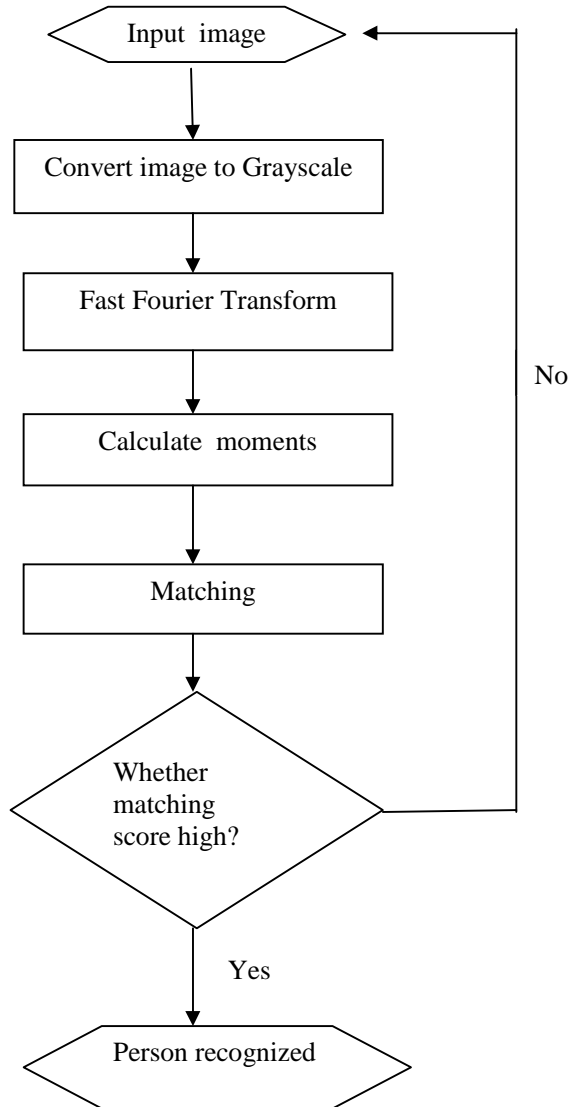 Input image
Convert image to Grayscale
Fast Fourier Transform
No
Calculate moments
Matching
Whether
matching
score high?
Yes
Person recognized